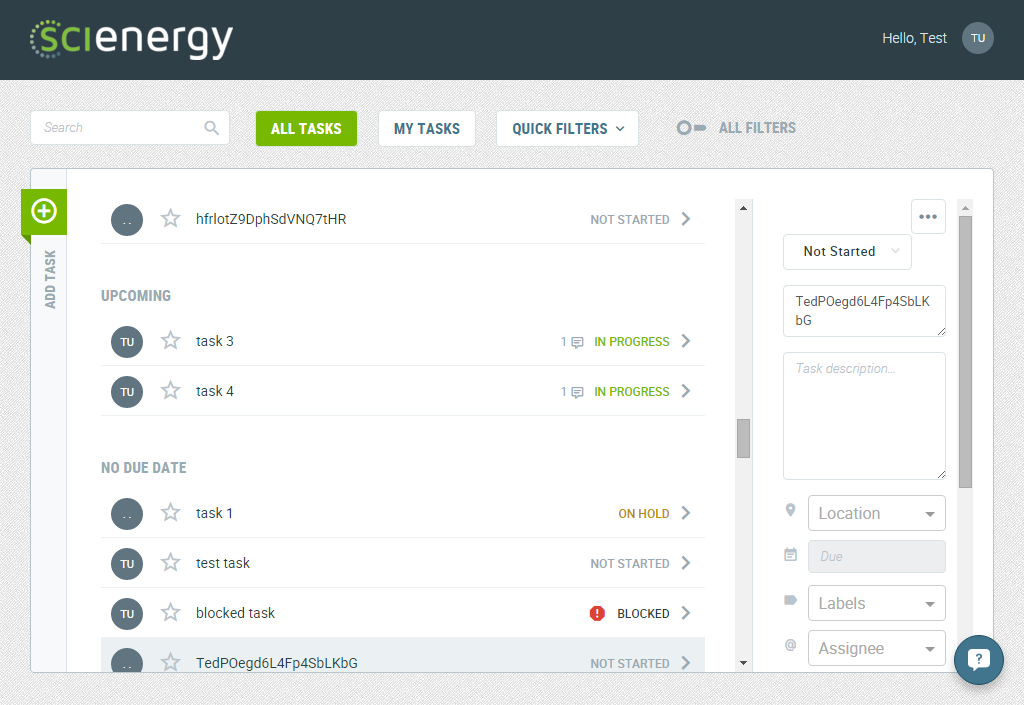 scienergy
Hello, Test
TU
Search
ALL TASKS
MY TASKS
QUICK FILTERS
ALL FILTERS
ADD TASK
..
hfrIotZ9DphSdVNQ7tHR
NOT STARTED
UPCOMING
TU
task 3
1
IN PROGRESS
TU
task 4
1
IN PROGRESS
NO DUE DATE
..
task 1
ON HOLD
TU
test task
NOT STARTED
TU
blocked task
BLOCKED
..
TedPOegd6L4Fp4SbLKbG
NOT STARTED
Not Started
TedPOegd6L4Fp4SbLK
bG
Task description...
Location
Due
Labels
@
Assignee
?